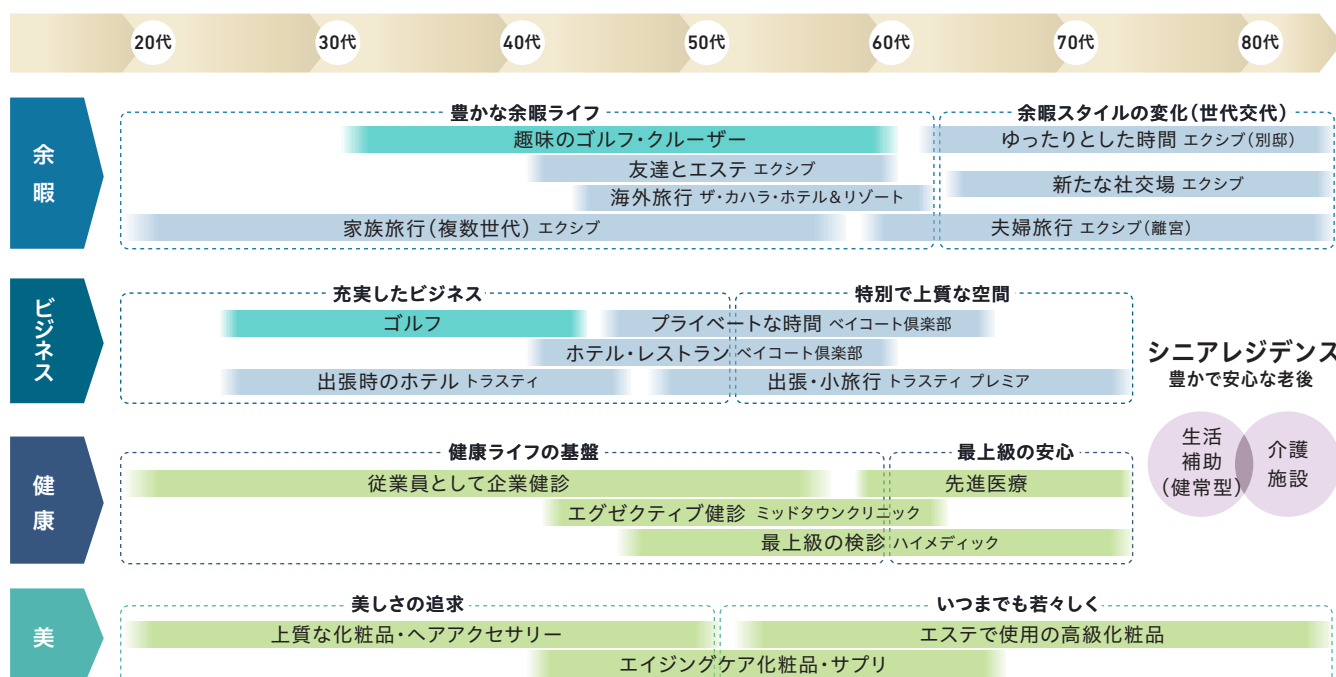 20代 30代 40代 50代 60代 70代 80代
余暇
豊かな余暇ライフ
趣味のゴルフ・クルーザー
友達とエステ エクシブ
海外旅行 ザ・カハラ・ホテル&リゾート
家族旅行(複数世代) エクシブ
余暇スタイルの変化(世代交代)
ゆったりとした時間 エクシブ(別邸)
新たな社交場 エクシブ
夫婦旅行 エクシブ(離宮)
ビジネス
充実したビジネス
ゴルフ
特別で上質な空間
プライベートな時間 ベイコート倶楽部
ホテル・レストラン ベイコート倶楽部
出張時のホテル トラスティ
出張・小旅行 トラスティ プレミア
シニアレジデンス
豊かで安心な老後
生活
補助
(健常型)
介護
施設
健康
健康ライフの基盤
従業員として企業健診
最上級の安心
先進医療
エグゼクティブ健診 ミッドタウンクリニック
最上級の検診 ハイメディック
美
美しさの追求
上質な化粧品・ヘアアクセサリー
いつまでも若々しく
エステで使用の高級化粧品
エイジングケア化粧品・サプリ